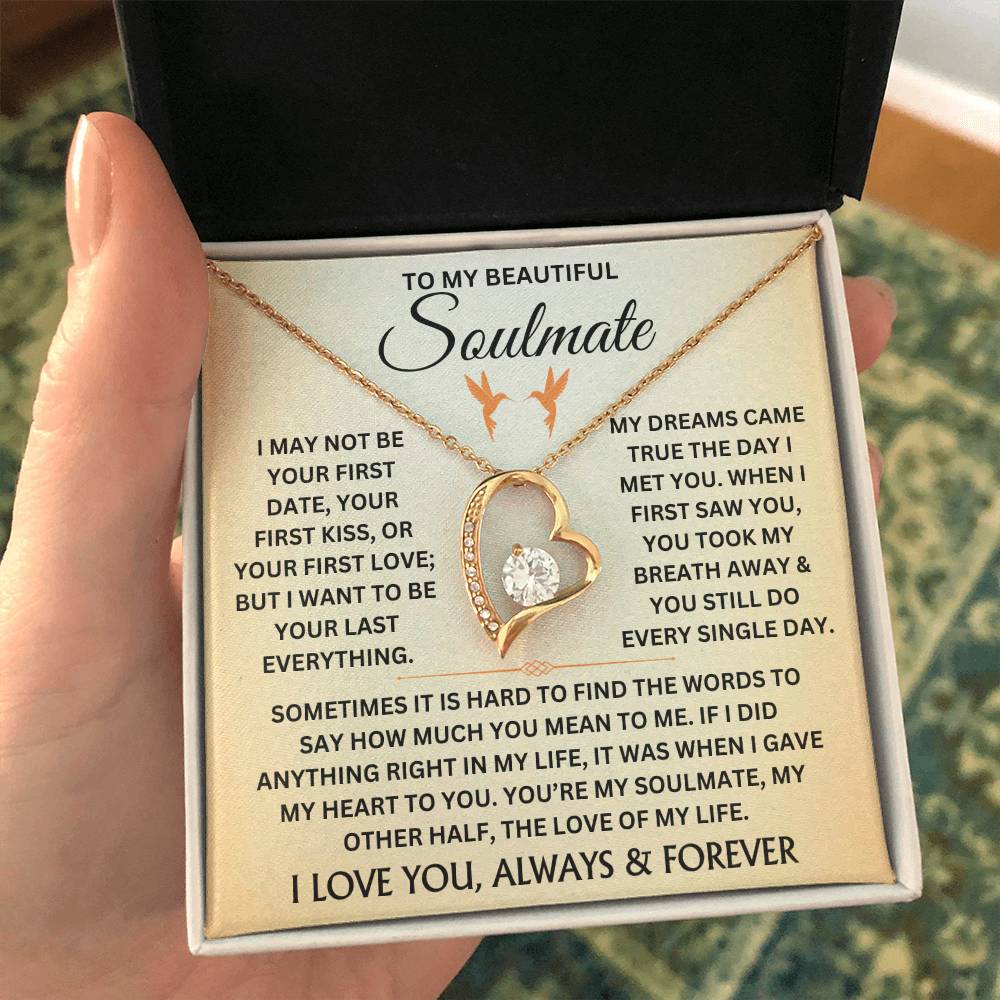 TO MY BEAUTIFUL
Soulmate
I MAY NOT BE
YOUR FIRST
DATE, YOUR
FIRST KISS, OR
YOUR FIRST LOVE;
BUT I WANT TO BE
YOUR LAST
EVERYTHING.
MY DREAMS CAME
TRUE THE DAY I
MET YOU. WHEN I
FIRST SAW YOU,
YOU TOOK MY
BREATH AWAY &
YOU STILL DO
EVERY SINGLE DAY.
SOMETIMES IT IS HARD TO FIND THE WORDS TO
SAY HOW MUCH YOU MEAN TO ME. IF I DID
ANYTHING RIGHT IN MY LIFE, IT WAS WHEN I GAVE
MY HEART TO YOU. YOU’RE MY SOULMATE, MY
OTHER HALF, THE LOVE OF MY LIFE.
I LOVE YOU, ALWAYS & FOREVER